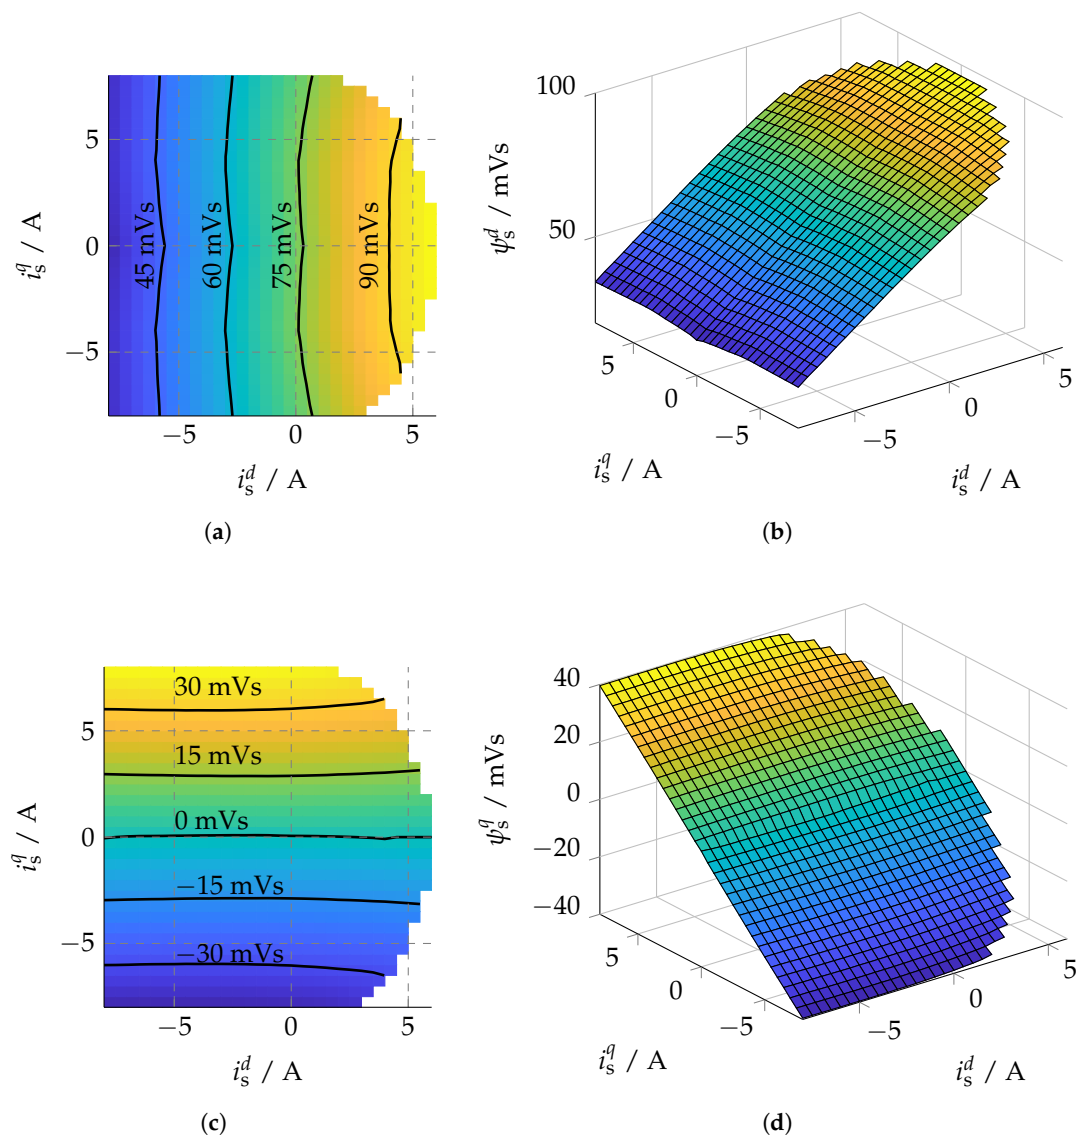 5
0
−5
i_s^q / A
45 mVs
60 mVs
75 mVs
90 mVs
−5
0
5
i_s^d / A
(a)
100
50
ψ_s^d / mVs
5
0
−5
i_s^q / A
−5
0
5
i_s^d / A
(b)
5
0
−5
i_s^q / A
30 mVs
15 mVs
0 mVs
−15 mVs
−30 mVs
−5
0
5
i_s^d / A
(c)
40
20
0
−20
−40
ψ_s^q / mVs
5
0
−5
i_s^q / A
−5
0
5
i_s^d / A
(d)